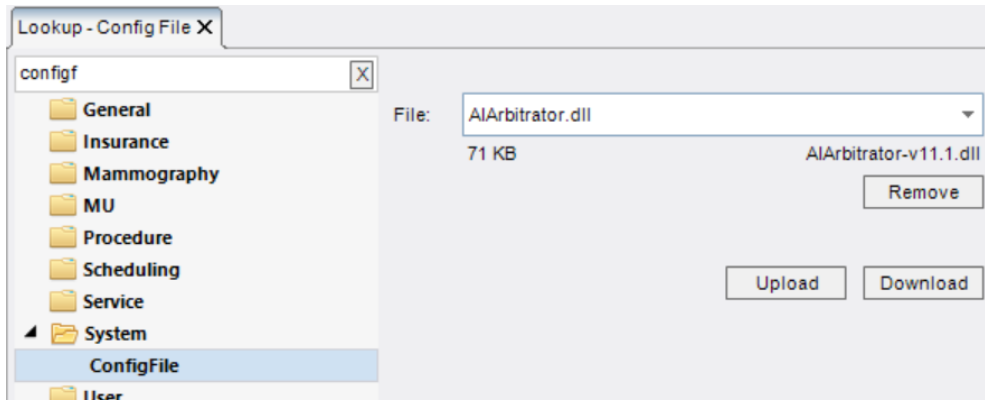 Lookup - Config File X
configf X
General
Insurance
Mammography
MU
Procedure
Scheduling
Service
System
ConfigFile
User
File: AIArbitrator.dll
71 KB AIArbitrator-v11.1.dll
Remove
Upload Download